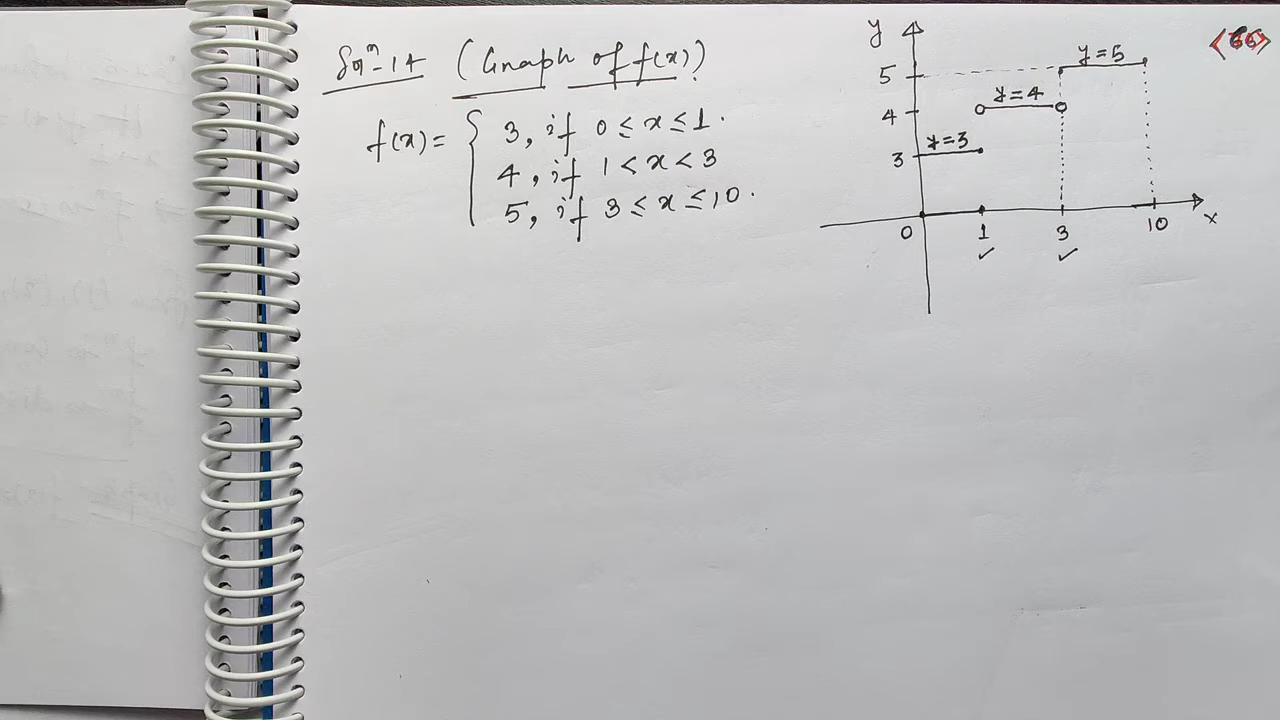 Solⁿ-14 (Graph of f(x))
f(x) = { 3, if 0 ≤ x ≤ 1.
4, if 1 < x < 3
5, if 3 ≤ x ≤ 10.
y
5
4
3
y=5
y=4
y=3
0 1 3 10 x
✓ ✓